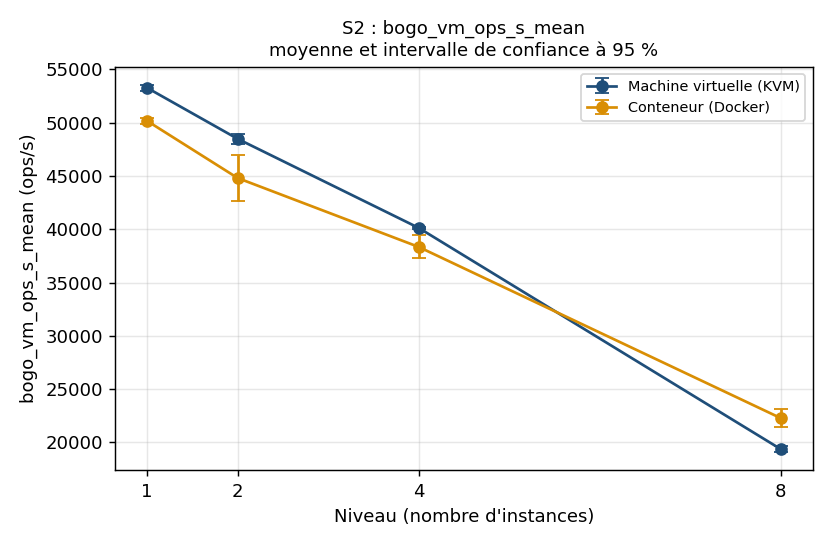 S2 : bogo_vm_ops_s_mean
moyenne et intervalle de confiance à 95 %
bogo_vm_ops_s_mean (ops/s)
55000
50000
45000
40000
35000
30000
25000
20000
Machine virtuelle (KVM)
Conteneur (Docker)
1 2 4 8
Niveau (nombre d'instances)